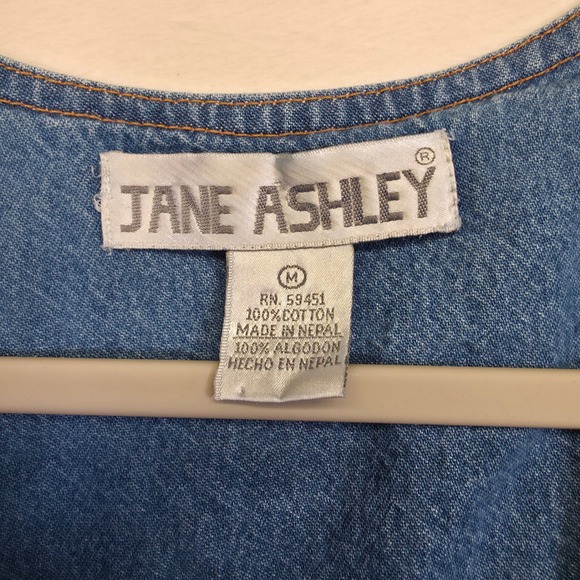 JANE ASHLEY ®
M
RN. 59451
100%COTTON
MADE IN NEPAL
100% ALGODON
HECHO EN NEPAL